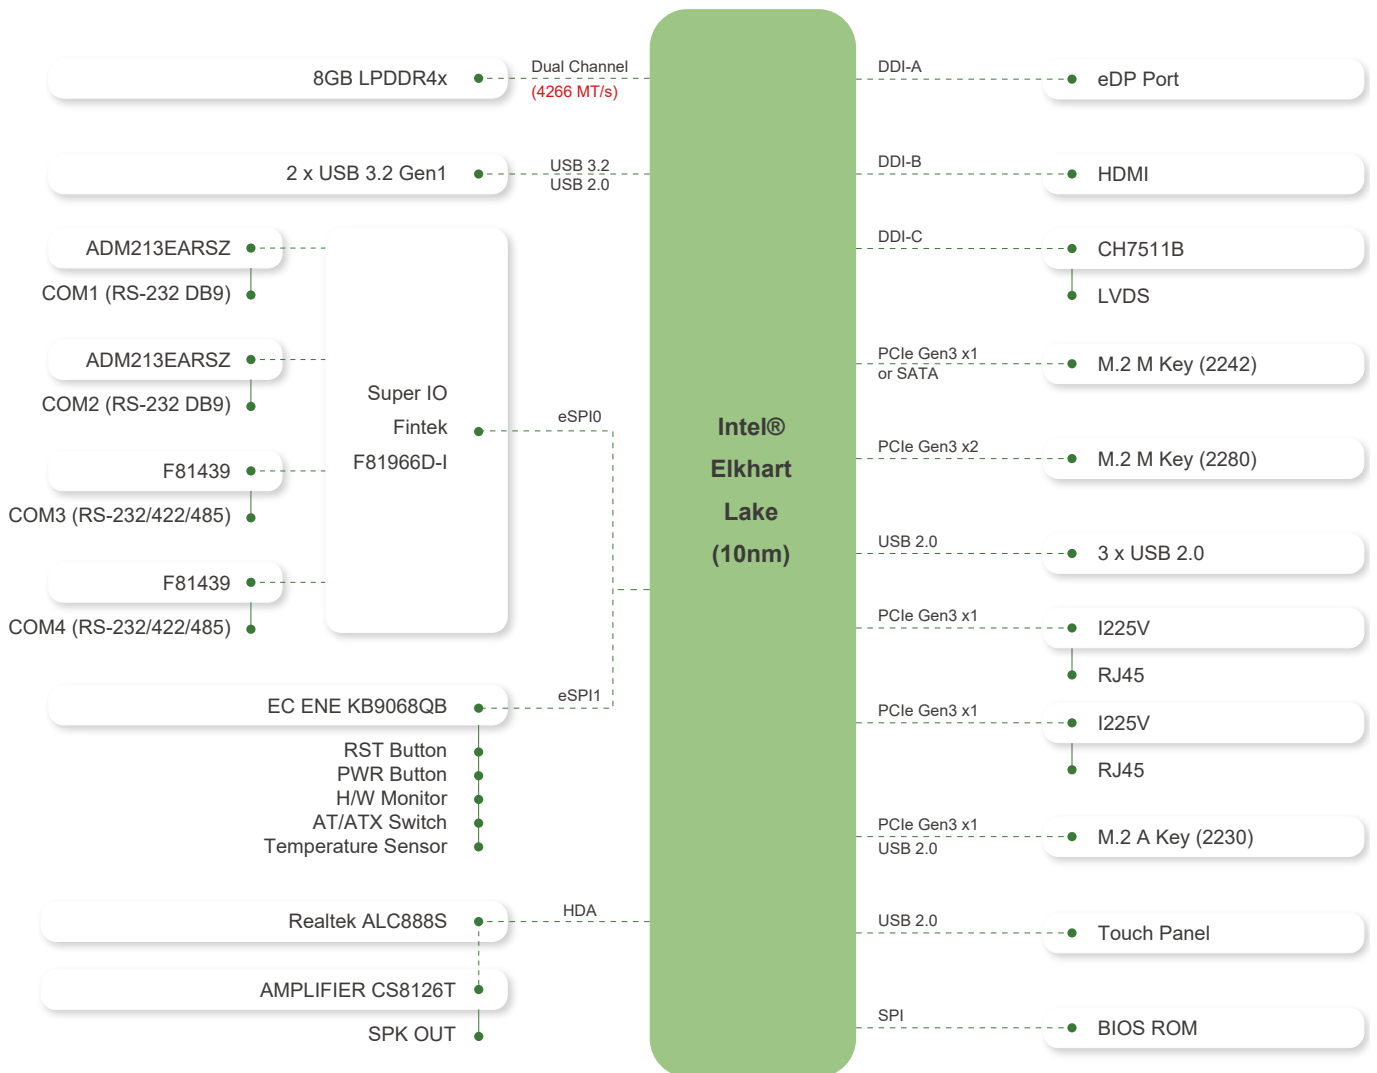 8GB LPDDR4x
Dual Channel
(4266 MT/s)
2 x USB 3.2 Gen1
USB 3.2
USB 2.0
ADM213EARSZ
COM1 (RS-232 DB9)
ADM213EARSZ
COM2 (RS-232 DB9)
F81439
COM3 (RS-232/422/485)
F81439
COM4 (RS-232/422/485)
Super IO
Fintek
F81966D-I
eSPI0
EC ENE KB9068QB
eSPI1
RST Button
PWR Button
H/W Monitor
AT/ATX Switch
Temperature Sensor
Realtek ALC888S
HDA
AMPLIFIER CS8126T
SPK OUT
Intel®
Elkhart
Lake
(10nm)
DDI-A
eDP Port
DDI-B
HDMI
DDI-C
CH7511B
LVDS
PCIe Gen3 x1
or SATA
M.2 M Key (2242)
PCIe Gen3 x2
M.2 M Key (2280)
USB 2.0
3 x USB 2.0
PCIe Gen3 x1
I225V
RJ45
PCIe Gen3 x1
I225V
RJ45
PCIe Gen3 x1
USB 2.0
M.2 A Key (2230)
USB 2.0
Touch Panel
SPI
BIOS ROM